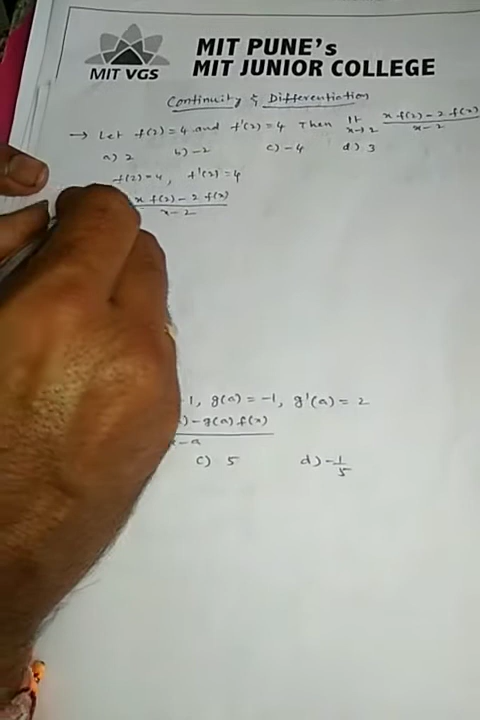 MIT PUNE's
MIT VGS MIT JUNIOR COLLEGE
Continuity & Differentiation
→ Let f(2) = 4 and f'(2) = 4 Then lt x→2 x f(2) - 2 f(x) / x - 2
a) 2 b) -2 c) -4 d) 3
f(2) = 4, f'(2) = 4
x f(2) - 2 f(x) / x - 2
1, g(a) = -1, g'(a) = 2
) - g(a) f(x)
x - a
c) 5 d) -1/5